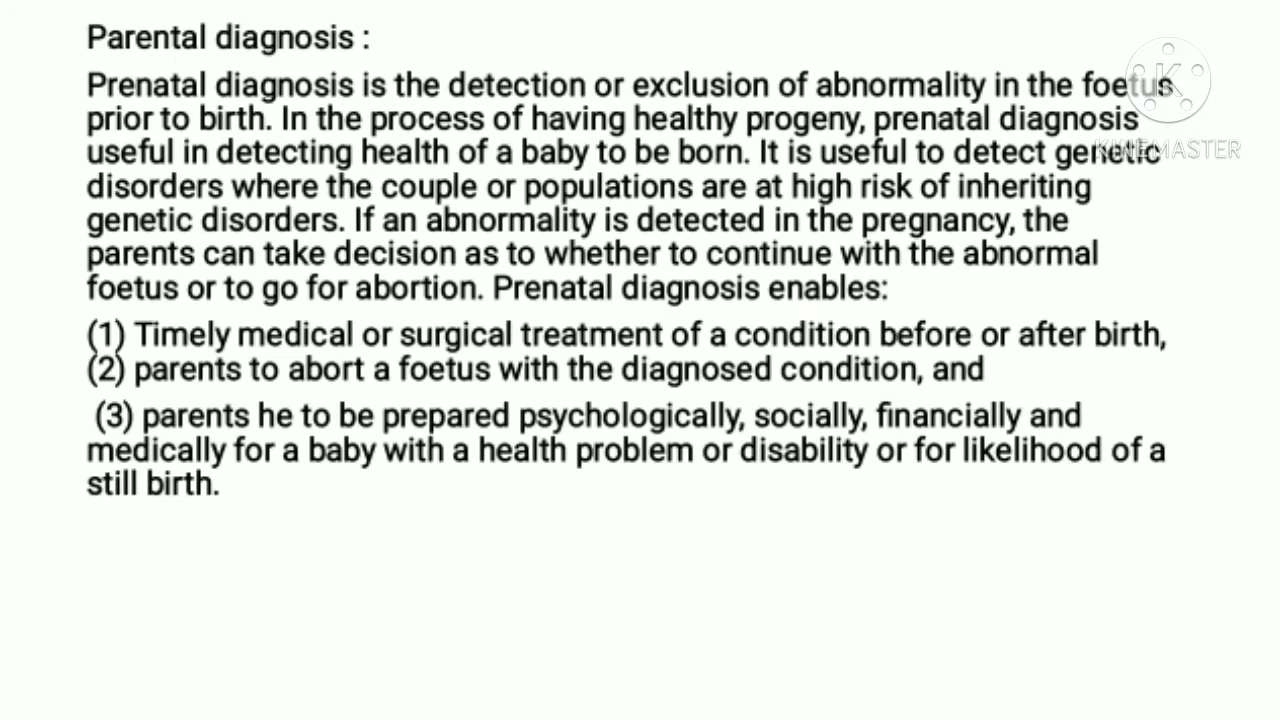 Parental diagnosis :
Prenatal diagnosis is the detection or exclusion of abnormality in the foetus
prior to birth. In the process of having healthy progeny, prenatal diagnosis
useful in detecting health of a baby to be born. It is useful to detect genetic
disorders where the couple or populations are at high risk of inheriting
genetic disorders. If an abnormality is detected in the pregnancy, the
parents can take decision as to whether to continue with the abnormal
foetus or to go for abortion. Prenatal diagnosis enables:
(1) Timely medical or surgical treatment of a condition before or after birth,
(2) parents to abort a foetus with the diagnosed condition, and
(3) parents he to be prepared psychologically, socially, financially and
medically for a baby with a health problem or disability or for likelihood of a
still birth.
K
KINEMASTER